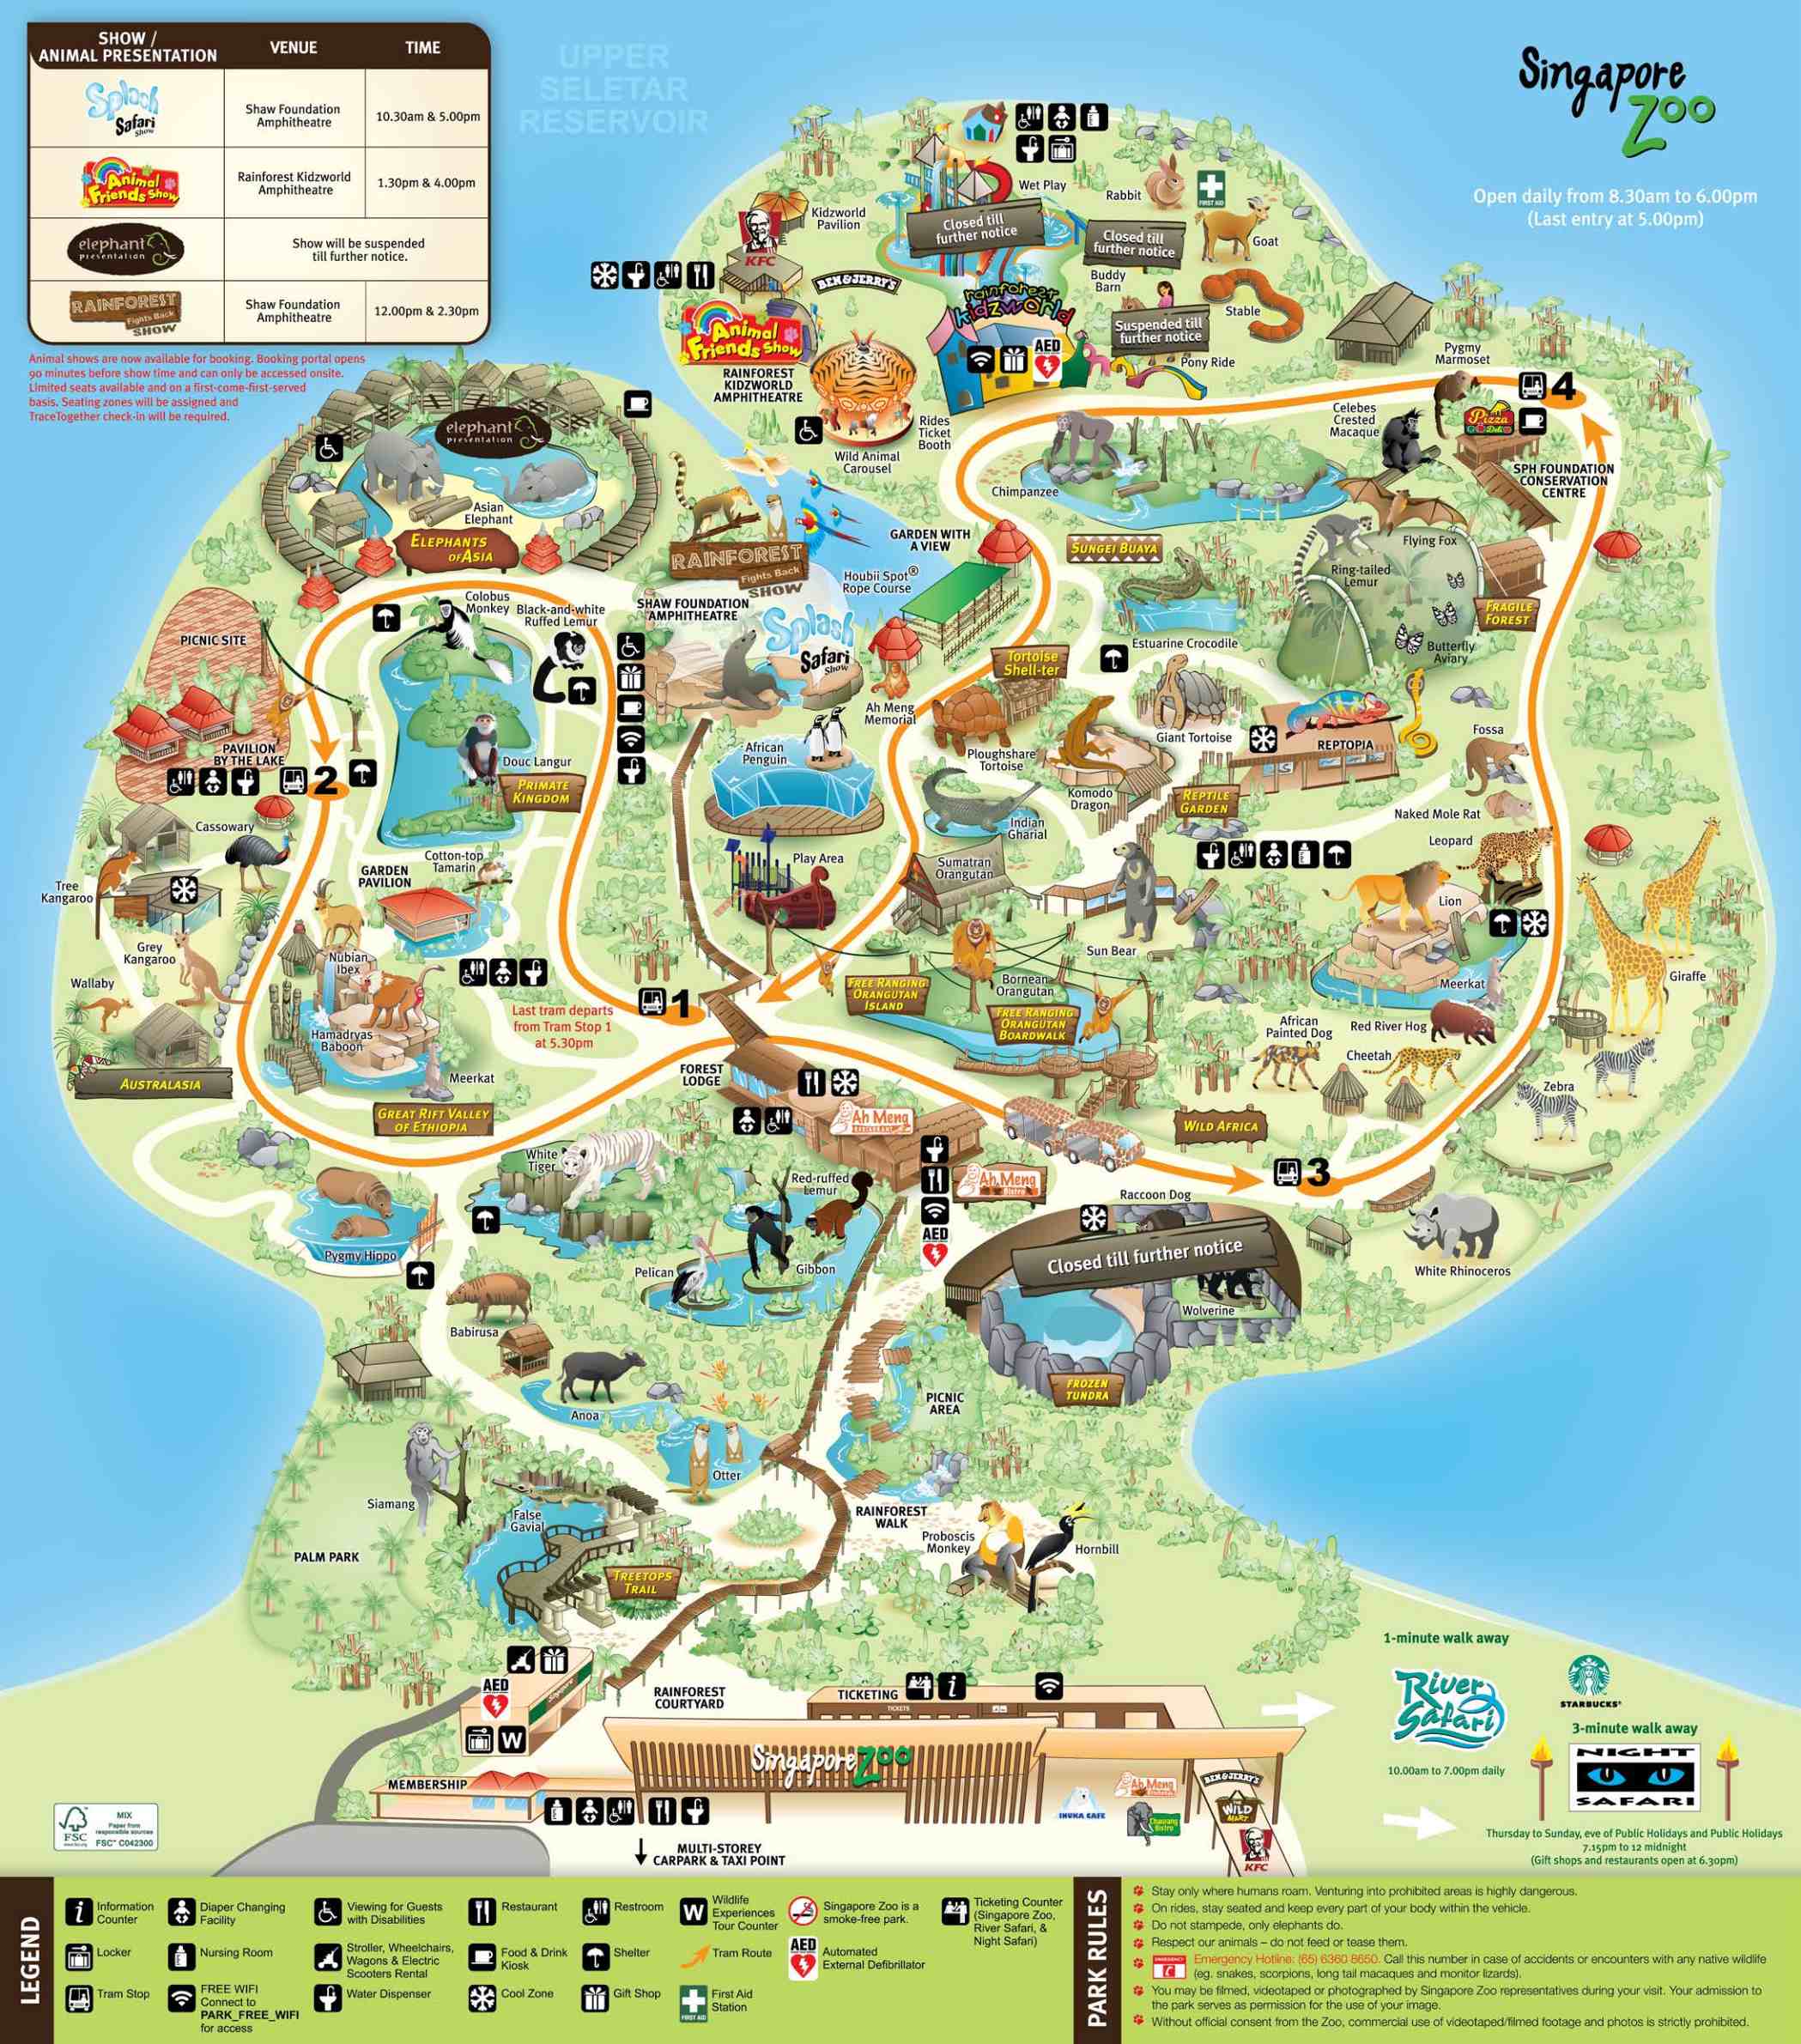 SHOW /
ANIMAL PRESENTATION
VENUE
TIME
Splash
Safari
Show
Shaw Foundation
Amphitheatre
10.30am & 5.00pm
Animal
Friends Show
Rainforest Kidzworld
Amphitheatre
1.30pm & 4.00pm
elephant
presentation
Show will be suspended
till further notice.
RAINFOREST
Fights Back
SHOW
Shaw Foundation
Amphitheatre
12.00pm & 2.30pm
Animal shows are now available for booking. Booking portal opens
90 minutes before show time and can only be accessed onsite.
Limited seats available and on a first-come-first-served
basis. Seating zones will be assigned and
TraceTogether check-in will be required.
UPPER
SELETAR
RESERVOIR
Singapore
Zoo
Open daily from 8.30am to 6.00pm
(Last entry at 5.00pm)
Wet Play
Rabbit
FIRST AID
Kidzworld
Pavilion
Closed till
further notice
Closed till
further notice
Goat
KFC
BEN & JERRY'S
Buddy
Barn
rainforest
kidzworld
Stable
Animal
Friends Show
Suspended till
further notice
AED
Pony Ride
RAINFOREST
KIDZWORLD
AMPHITHEATRE
Pygmy
Marmoset
4
Rides
Ticket
Booth
Wild Animal
Carousel
Celebes
Crested
Macaque
Pizza
SPH FOUNDATION
CONSERVATION
CENTRE
elephant
presentation
Asian
Elephant
ELEPHANTS
OF ASIA
Chimpanzee
GARDEN WITH
A VIEW
SUNGEI BUAYA
Flying Fox
Ring-tailed
Lemur
FRAGILE
FOREST
RAINFOREST
Fights Back
SHOW
Houbii Spot®
Rope Course
SHAW FOUNDATION
AMPHITHEATRE
Splash
Safari
Show
Colobus
Monkey
Black-and-white
Ruffed Lemur
PICNIC SITE
Tortoise
Shell-ter
Estuarine Crocodile
Butterfly
Aviary
Ah Meng
Memorial
PAVILION
BY THE LAKE
2
Douc Langur
PRIMATE
KINGDOM
African
Penguin
Ploughshare
Tortoise
Giant Tortoise
REPTOPIA
Fossa
Komodo
Dragon
REPTILE
GARDEN
Naked Mole Rat
Indian
Gharial
Leopard
Cassowary
Cotton-top
Tamarin
GARDEN
PAVILION
Play Area
Sumatran
Orangutan
Tree
Kangaroo
Lion
Grey
Kangaroo
Nubian
Ibex
Sun Bear
Wallaby
Bornean
Orangutan
Meerkat
Giraffe
FREE RANGING
ORANGUTAN
ISLAND
Last tram departs
from Tram Stop 1
at 5.30pm
1
FREE RANGING
ORANGUTAN
BOARDWALK
African
Painted Dog
Red River Hog
Hamadryas
Baboon
Cheetah
Meerkat
FOREST
LODGE
AUSTRALASIA
Zebra
GREAT RIFT VALLEY
OF ETHIOPIA
Ah Meng
RESTAURANT
WILD AFRICA
White
Tiger
3
Red-ruffed
Lemur
Ah Meng
Bistro
Raccoon Dog
AED
Closed till further notice
Pygmy Hippo
Pelican
Gibbon
White Rhinoceros
Wolverine
Babirusa
FROZEN
TUNDRA
PICNIC
AREA
Anoa
Otter
Siamang
False
Gavial
RAINFOREST
WALK
Proboscis
Monkey
Hornbill
PALM PARK
TREETOPS
TRAIL
1-minute walk away
AED
RAINFOREST
COURTYARD
TICKETING
TICKETS
River
Safari
STARBUCKS®
3-minute walk away
W
Singapore Zoo
NIGHT
SAFARI
10.00am to 7.00pm daily
MEMBERSHIP
INUKA CAFE
Ah Meng
Bistro
BEN & JERRY'S
WILD
MART
Chawang
Bistro
KFC
Thursday to Sunday, eve of Public Holidays and Public Holidays
7.15pm to 12 midnight
(Gift shops and restaurants open at 6.30pm)
MULTI-STOREY
CARPARK & TAXI POINT
FSC
MIX
Paper from
responsible sources
FSC™ C042300
LEGEND
Information
Counter
Locker
Tram Stop
Diaper Changing
Facility
Nursing Room
FREE WIFI
Connect to
PARK_FREE_WIFI
for access
Viewing for Guests
with Disabilities
Stroller, Wheelchairs,
Wagons & Electric
Scooters Rental
Water Dispenser
Restaurant
Food & Drink
Kiosk
Cool Zone
Restroom
Shelter
Gift Shop
W
Wildlife
Experiences
Tour Counter
Tram Route
FIRST AID
First Aid
Station
Singapore Zoo is a
smoke-free park.
AED
Automated
External Defibrillator
Ticketing Counter
(Singapore Zoo,
River Safari, &
Night Safari)
PARK RULES
Stay only where humans roam. Venturing into prohibited areas is highly dangerous.
On rides, stay seated and keep every part of your body within the vehicle.
Do not stampede, only elephants do.
Respect our animals – do not feed or tease them.
EMERGENCY
Emergency Hotline: (65) 6360 8650. Call this number in case of accidents or encounters with any native wildlife
(eg. snakes, scorpions, long tail macaques and monitor lizards).
You may be filmed, videotaped or photographed by Singapore Zoo representatives during your visit. Your admission to
the park serves as permission for the use of your image.
Without official consent from the Zoo, commercial use of videotaped/filmed footage and photos is strictly prohibited.